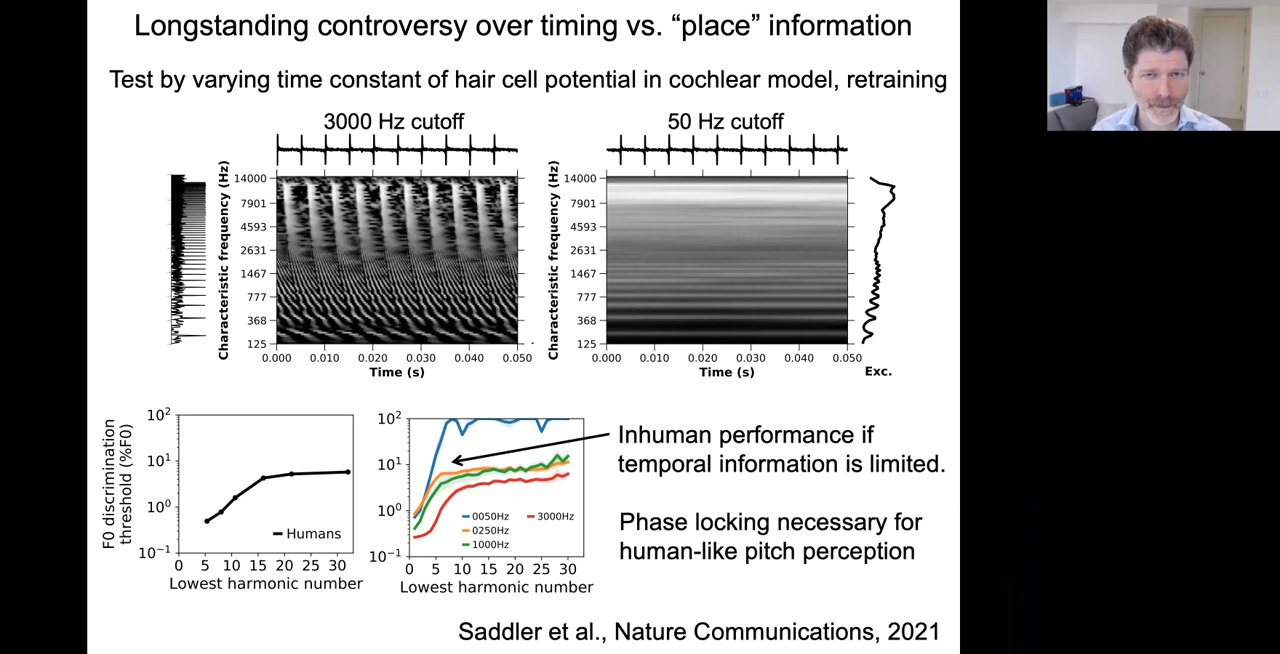 Longstanding controversy over timing vs. “place” information
Test by varying time constant of hair cell potential in cochlear model, retraining
3000 Hz cutoff
50 Hz cutoff
Characteristic frequency (Hz)
14000
7901
4593
2631
1467
777
368
125
0.000 0.010 0.020 0.030 0.040 0.050
Time (s)
Characteristic frequency (Hz)
14000
7901
4593
2631
1467
777
368
125
0.000 0.010 0.020 0.030 0.040 0.050
Time (s)
Exc.
F0 discrimination
threshold (%F0)
10²
10¹
10⁰
10⁻¹
Humans
0 5 10 15 20 25 30
Lowest harmonic number
10²
10¹
10⁰
10⁻¹
0050Hz 3000Hz
0250Hz
1000Hz
0 5 10 15 20 25 30
Lowest harmonic number
Inhuman performance if
temporal information is limited.
Phase locking necessary for
human-like pitch perception
Saddler et al., Nature Communications, 2021